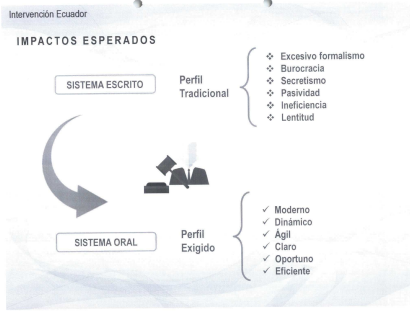 Intervención Ecuador
IMPACTOS ESPERADOS
SISTEMA ESCRITO
Perfil
Tradicional
❖ Excesivo formalismo
❖ Burocracia
❖ Secretismo
❖ Pasividad
❖ Ineficiencia
❖ Lentitud
SISTEMA ORAL
Perfil
Exigido
✓ Moderno
✓ Dinámico
✓ Ágil
✓ Claro
✓ Oportuno
✓ Eficiente